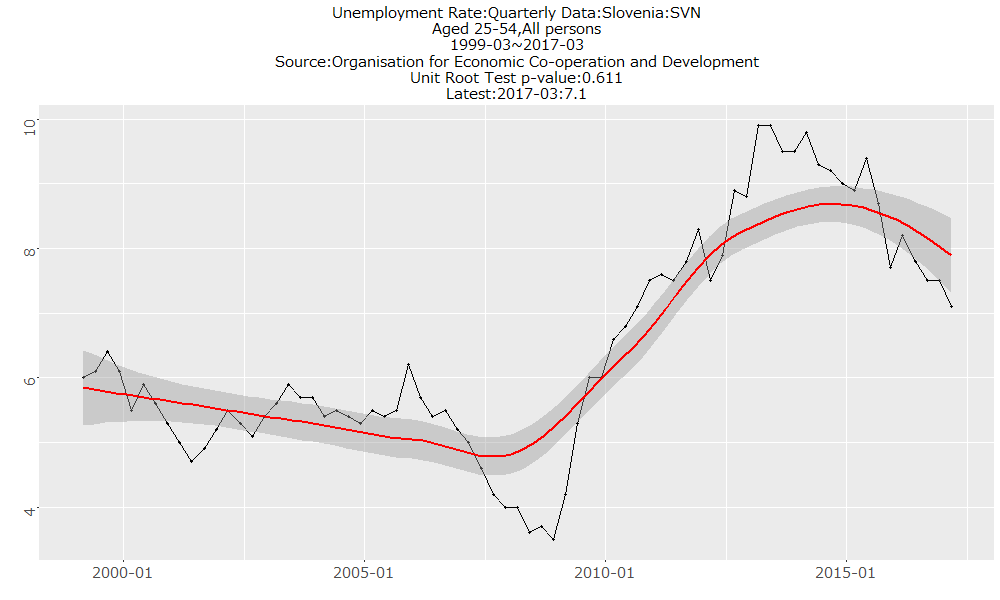 Unemployment Rate:Quarterly Data:Slovenia:SVN
Aged 25-54,All persons
1999-03~2017-03
Source:Organisation for Economic Co-operation and Development
Unit Root Test p-value:0.611
Latest:2017-03:7.1
10
8
6
4
2000-01 2005-01 2010-01 2015-01